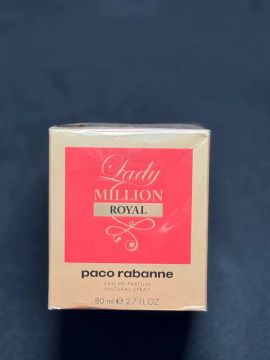 Lady
MILLION
ROYAL
paco rabanne
EAU DE PARFUM
NATURAL SPRAY
80 ml ℮ 2.7 FL.OZ